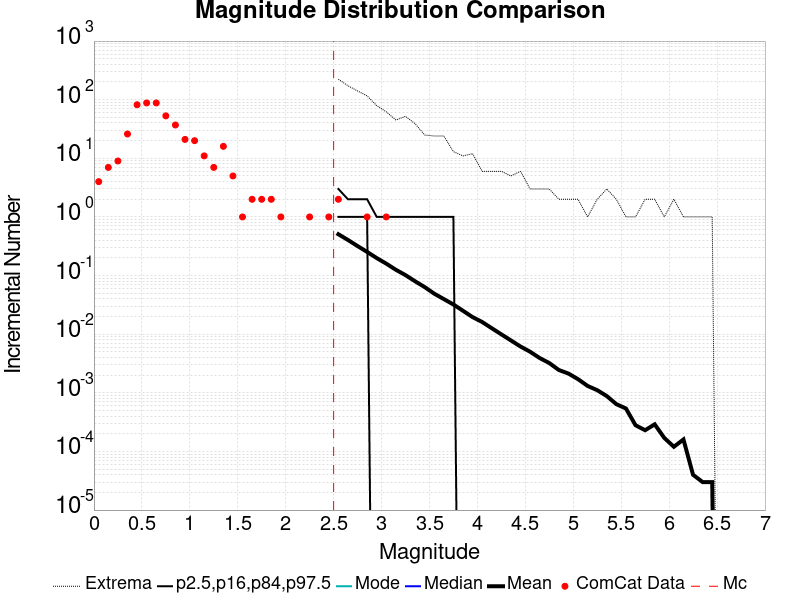 Magnitude Distribution Comparison
10^3
10^2
10^1
10^0
10^-1
10^-2
10^-3
10^-4
10^-5
Incremental Number
0 0.5 1 1.5 2 2.5 3 3.5 4 4.5 5 5.5 6 6.5 7
Magnitude
Extrema p2.5,p16,p84,p97.5 Mode Median Mean ComCat Data Mc